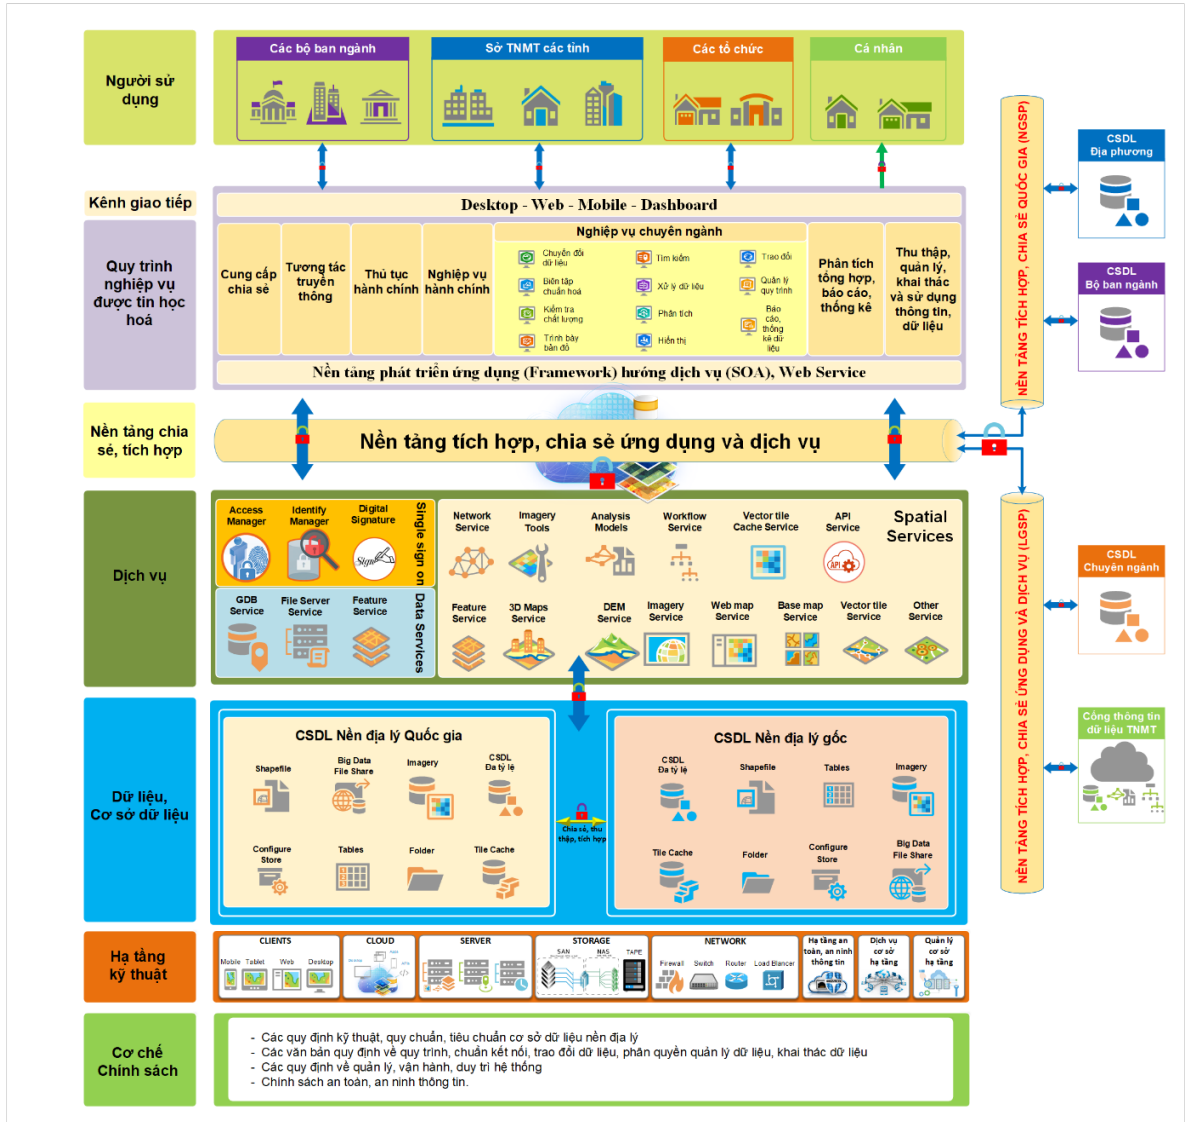 Người sử
dụng
Các bộ ban ngành
Sở TNMT các tỉnh
Các tổ chức
Cá nhân
Kênh giao tiếp
Desktop - Web - Mobile - Dashboard
Quy trình
nghiệp vụ
được tin học
hoá
Cung cấp
chia sẻ
Tương tác
truyền
thông
Thủ tục
hành chính
Nghiệp vụ
hành chính
Nghiệp vụ chuyên ngành
Chuyển đổi
dữ liệu
Biên tập
chuẩn hoá
Kiểm tra
chất lượng
Trình bày
bản đồ
Tìm kiếm
Xử lý dữ liệu
Phân tích
Hiển thị
Trao đổi
Quản lý
quy trình
Báo
cáo,
thống
kê dữ
liệu
Phân tích
tổng hợp,
báo cáo,
thống kê
Thu thập,
quản lý,
khai thác
và sử dụng
thông tin,
dữ liệu
Nền tảng phát triển ứng dụng (Framework) hướng dịch vụ (SOA), Web Service
Nền tảng chia
sẻ, tích hợp
Nền tảng tích hợp, chia sẻ ứng dụng và dịch vụ
Dịch vụ
Access
Manager
Identify
Manager
Digital
Signature
Sign
Single sign on
GDB
Service
File Server
Service
Feature
Service
Data Services
Spatial
Services
Network
Service
Imagery
Tools
Analysis
Models
Workflow
Service
Vector tile
Cache Service
API
Service
API
Feature
Service
3D Maps
Service
DEM
Service
Imagery
Service
Web map
Service
Base map
Service
Vector tile
Service
Other
Service
Dữ liệu,
Cơ sở dữ liệu
CSDL Nền địa lý Quốc gia
Shapefile
Big Data
File Share
Imagery
CSDL
Đa tỷ lệ
Configure
Store
Tables
Folder
Tile Cache
Chia sẻ, thu
thập, tích hợp
CSDL Nền địa lý gốc
CSDL
Đa tỷ lệ
Shapefile
Tables
Imagery
Tile Cache
Folder
Configure
Store
Big Data
File Share
Hạ tầng
kỹ thuật
CLIENTS
Mobile Tablet Web Desktop
CLOUD
SERVER
STORAGE
SAN NAS TAPE
NETWORK
Firewall Switch Router Load Blancer
Hạ tầng an
toàn, an ninh
thông tin
Dịch vụ
cơ sở
hạ tầng
Quản lý
cơ sở
hạ tầng
Cơ chế
Chính sách
- Các quy định kỹ thuật, quy chuẩn, tiêu chuẩn cơ sở dữ liệu nền địa lý
- Các văn bản quy định về quy trình, chuẩn kết nối, trao đổi dữ liệu, phân quyền quản lý dữ liệu, khai thác dữ liệu
- Các quy định về quản lý, vận hành, duy trì hệ thống
- Chính sách an toàn, an ninh thông tin.
NỀN TẢNG TÍCH HỢP, CHIA SẺ QUỐC GIA (NGSP)
CSDL
Địa phương
CSDL
Bộ ban ngành
NỀN TẢNG TÍCH HỢP, CHIA SẺ ỨNG DỤNG VÀ DỊCH VỤ (LGSP)
CSDL
Chuyên ngành
Cổng thông tin
dữ liệu TNMT